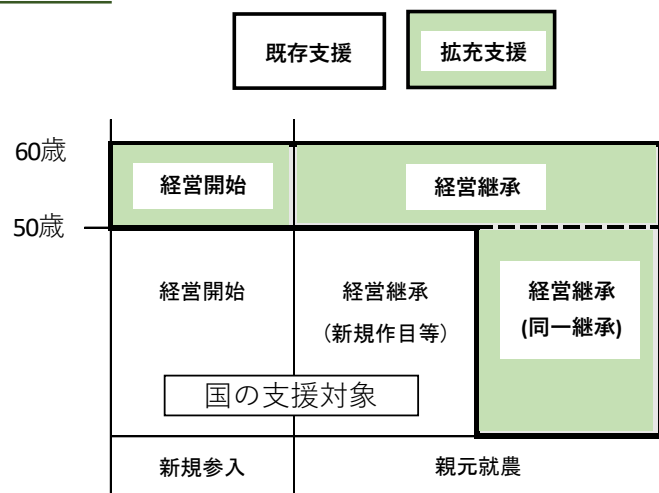 既存支援
拡充支援
60歳
経営開始
経営継承
50歳
経営開始
経営継承
（新規作目等）
経営継承
(同一継承)
国の支援対象
新規参入
親元就農